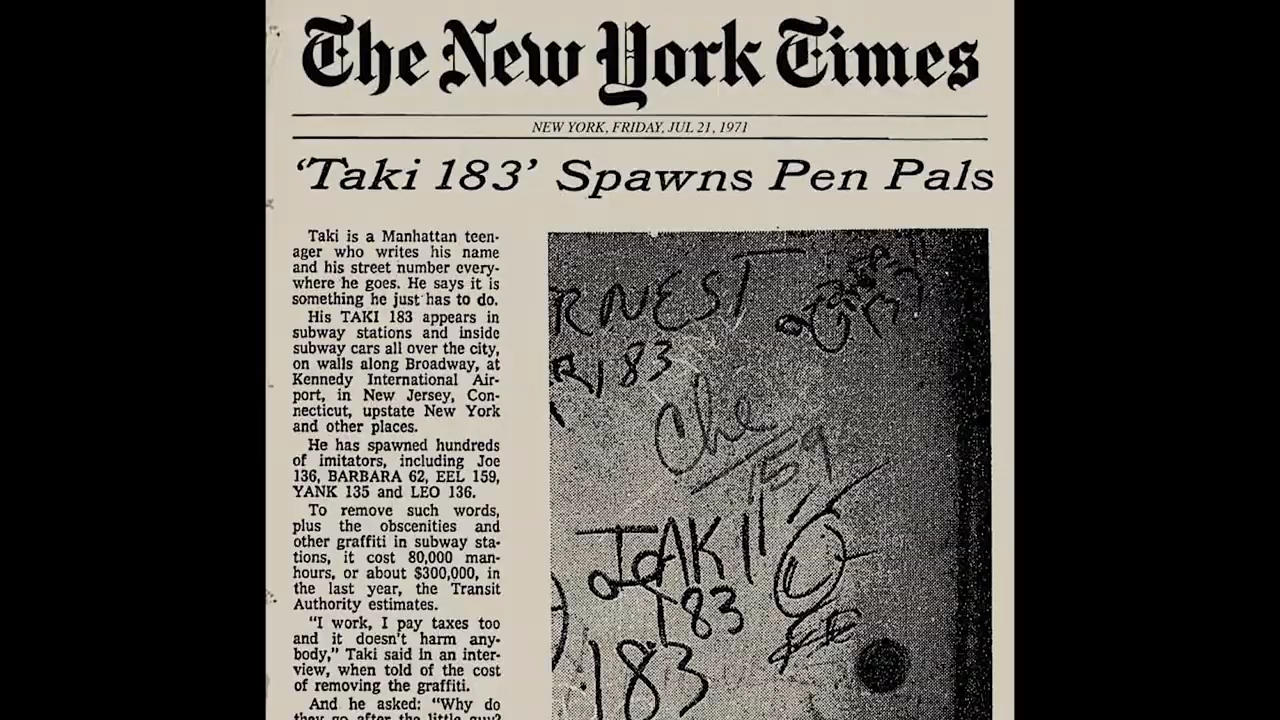 The New York Times
NEW YORK, FRIDAY, JUL 21, 1971
‘Taki 183’ Spawns Pen Pals
Taki is a Manhattan teen-
ager who writes his name
and his street number every-
where he goes. He says it is
something he just has to do.
His TAKI 183 appears in
subway stations and inside
subway cars all over the city,
on walls along Broadway, at
Kennedy International Air-
port, in New Jersey, Con-
necticut, upstate New York
and other places.
He has spawned hundreds
of imitators, including Joe
136, BARBARA 62, EEL 159,
YANK 135 and LEO 136.
To remove such words,
plus the obscenities and
other graffiti in subway sta-
tions, it cost 80,000 man-
hours, or about $300,000, in
the last year, the Transit
Authority estimates.
“I work, I pay taxes too
and it doesn't harm any-
body,” Taki said in an inter-
view, when told of the cost
of removing the graffiti.
And he asked: “Why do
they go after the little guy?
RNEST
183
Che
159
TAKI
183
183